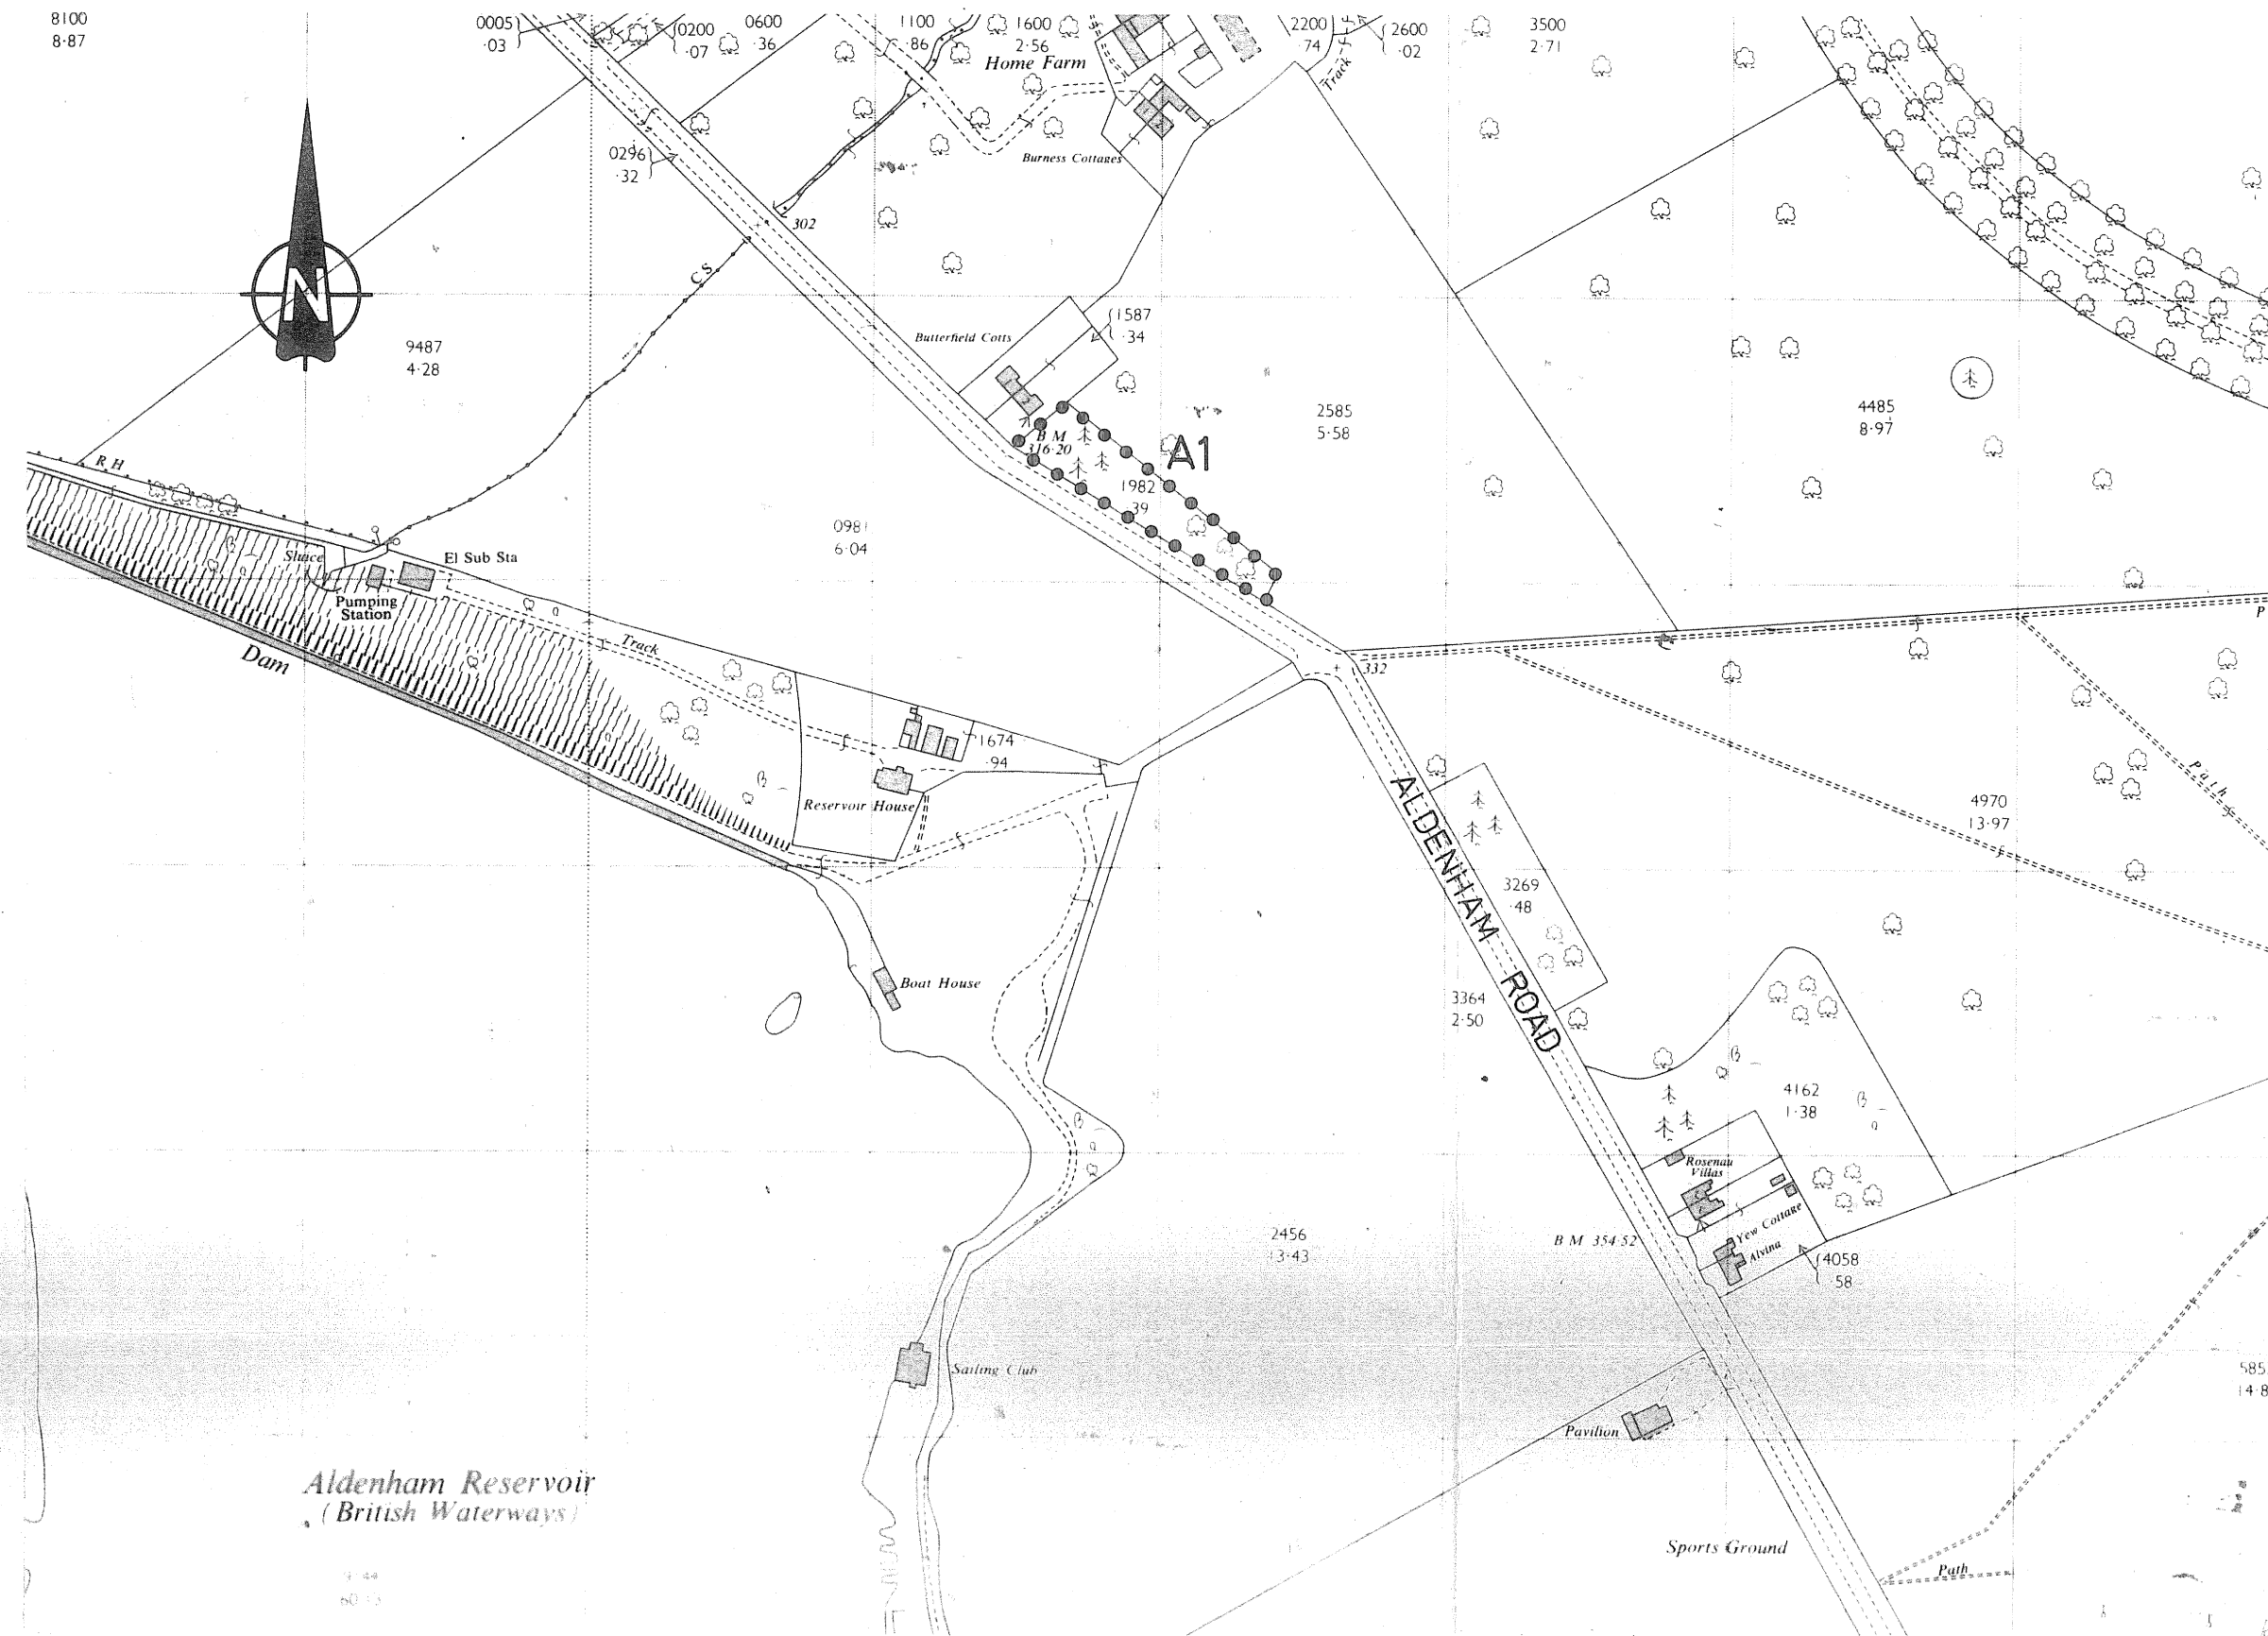 8100
8·87
0005
·03
0200
·07
0600
·36
1100
·86
1600
2·56
2200
·74
2600
·02
3500
2·71
Home Farm
Track
Burness Cottages
0296
·32
302
N
C S
9487
4·28
Butterfield Cotts
1587
·34
2585
5·58
4485
8·97
B M
316·20
A1
1982
·39
R H
0981
6·04
Sluice
El Sub Sta
Pumping
Station
Dam
Track
332
P
Path
1674
·94
Reservoir House
4970
13·97
ALDENHAM ROAD
3269
·48
Boat House
3364
2·50
4162
1·38
Rosenau
Villas
Yew Cottage
Alvina
2456
13·43
B M 354·52
4058
·58
Sailing Club
585
14·8
Pavilion
Aldenham Reservoir
(British Waterways)
Sports Ground
Path